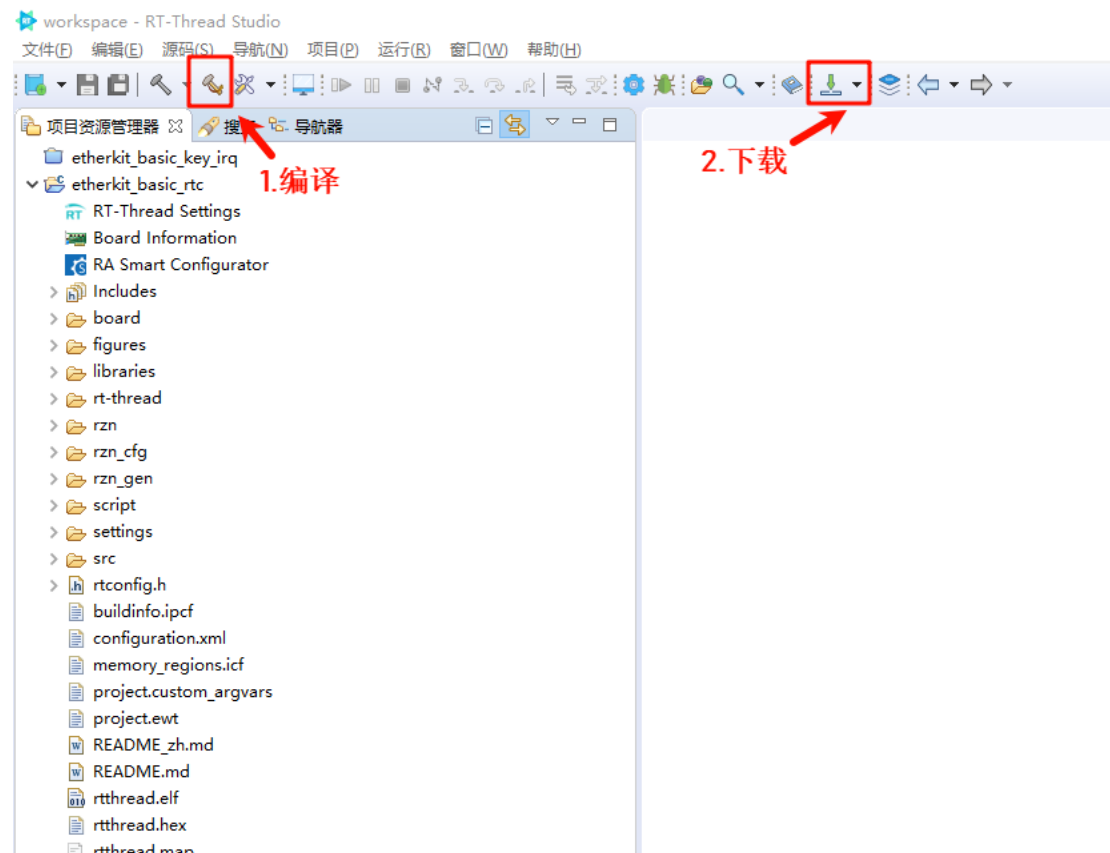 workspace - RT-Thread Studio
文件(F) 编辑(E) 源码(S) 导航(N) 项目(P) 运行(R) 窗口(W) 帮助(H)
项目资源管理器 搜 导航器
1.编译
2.下载
etherkit_basic_key_irq
etherkit_basic_rtc
RT-Thread Settings
Board Information
RA Smart Configurator
Includes
board
figures
libraries
rt-thread
rzn
rzn_cfg
rzn_gen
script
settings
src
rtconfig.h
buildinfo.ipcf
configuration.xml
memory_regions.icf
project.custom_argvars
project.ewt
README_zh.md
README.md
rtthread.elf
rtthread.hex
rtthread.map